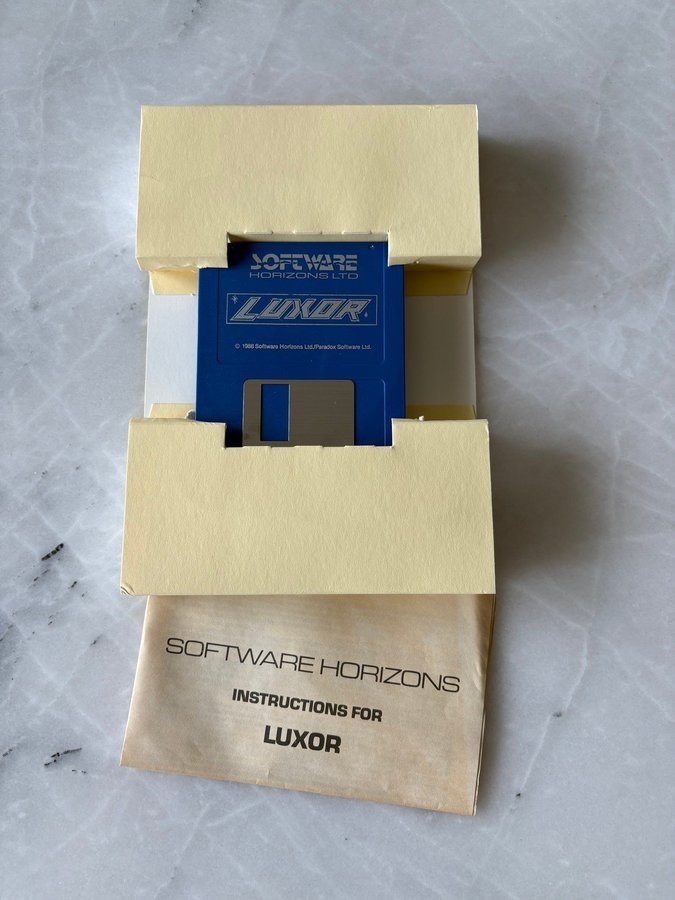 SOFTWARE
HORIZONS LTD
LUXOR
© 1986 Software Horizons Ltd/Paradox Software Ltd.
SOFTWARE HORIZONS
INSTRUCTIONS FOR
LUXOR